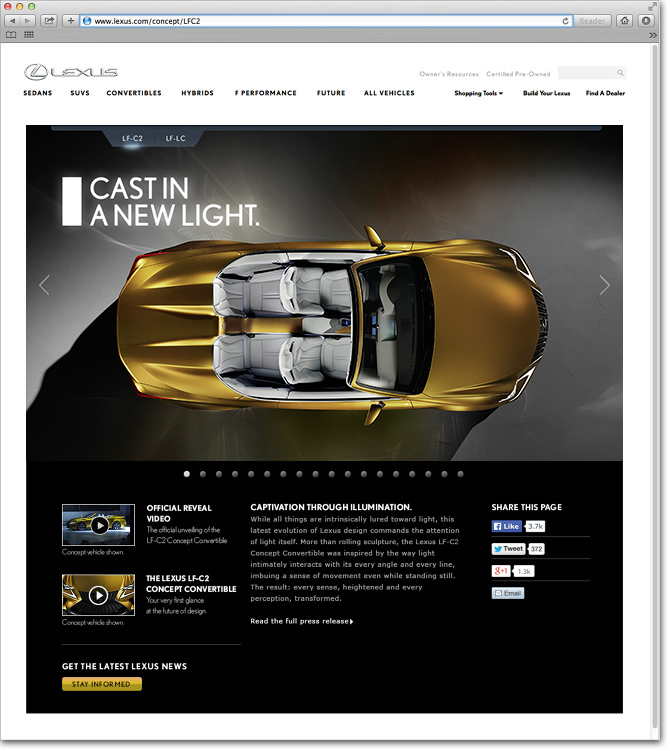 www.lexus.com/concept/LFC2
Reader
LEXUS
Owner's Resources Certified Pre-Owned
SEDANS SUVS CONVERTIBLES HYBRIDS F PERFORMANCE FUTURE ALL VEHICLES Shopping Tools Build Your Lexus Find A Dealer
LF-C2 LF-LC
CAST IN
A NEW LIGHT.
OFFICIAL REVEAL
VIDEO
The official unveiling of the
LF-C2 Concept Convertible
Concept vehicle shown.
THE LEXUS LF-C2
CONCEPT CONVERTIBLE
Your very first glance
at the future of design
Concept vehicle shown.
GET THE LATEST LEXUS NEWS
STAY INFORMED
CAPTIVATION THROUGH ILLUMINATION.
While all things are intrinsically lured toward light, this
latest evolution of Lexus design commands the attention
of light itself. More than rolling sculpture, the Lexus LF-C2
Concept Convertible was inspired by the way light
intimately interacts with its every angle and every line,
imbuing a sense of movement even while standing still.
The result: every sense, heightened and every
perception, transformed.
Read the full press release
SHARE THIS PAGE
Like 3.7k
Tweet 372
g+1 1.3k
Email